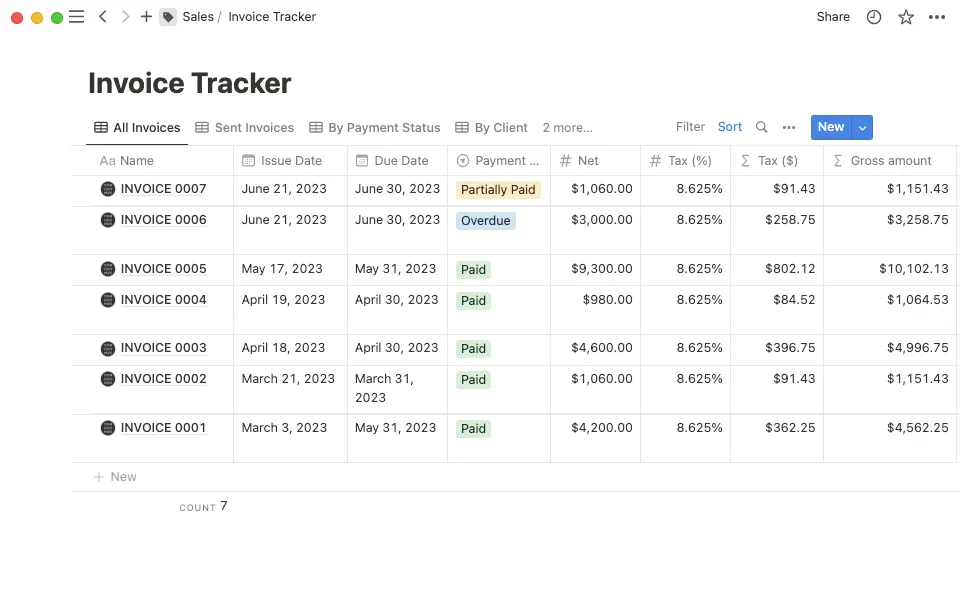 Sales / Invoice Tracker Share
Invoice Tracker
All Invoices Sent Invoices By Payment Status By Client 2 more... Filter Sort New
Aa Name Issue Date Due Date Payment ... # Net # Tax (%) Σ Tax ($) Σ Gross amount
INVOICE 0007 June 21, 2023 June 30, 2023 Partially Paid $1,060.00 8.625% $91.43 $1,151.43
INVOICE 0006 June 21, 2023 June 30, 2023 Overdue $3,000.00 8.625% $258.75 $3,258.75
INVOICE 0005 May 17, 2023 May 31, 2023 Paid $9,300.00 8.625% $802.12 $10,102.13
INVOICE 0004 April 19, 2023 April 30, 2023 Paid $980.00 8.625% $84.52 $1,064.53
INVOICE 0003 April 18, 2023 April 30, 2023 Paid $4,600.00 8.625% $396.75 $4,996.75
INVOICE 0002 March 21, 2023 March 31, Paid $1,060.00 8.625% $91.43 $1,151.43
2023
INVOICE 0001 March 3, 2023 May 31, 2023 Paid $4,200.00 8.625% $362.25 $4,562.25
+ New
COUNT 7